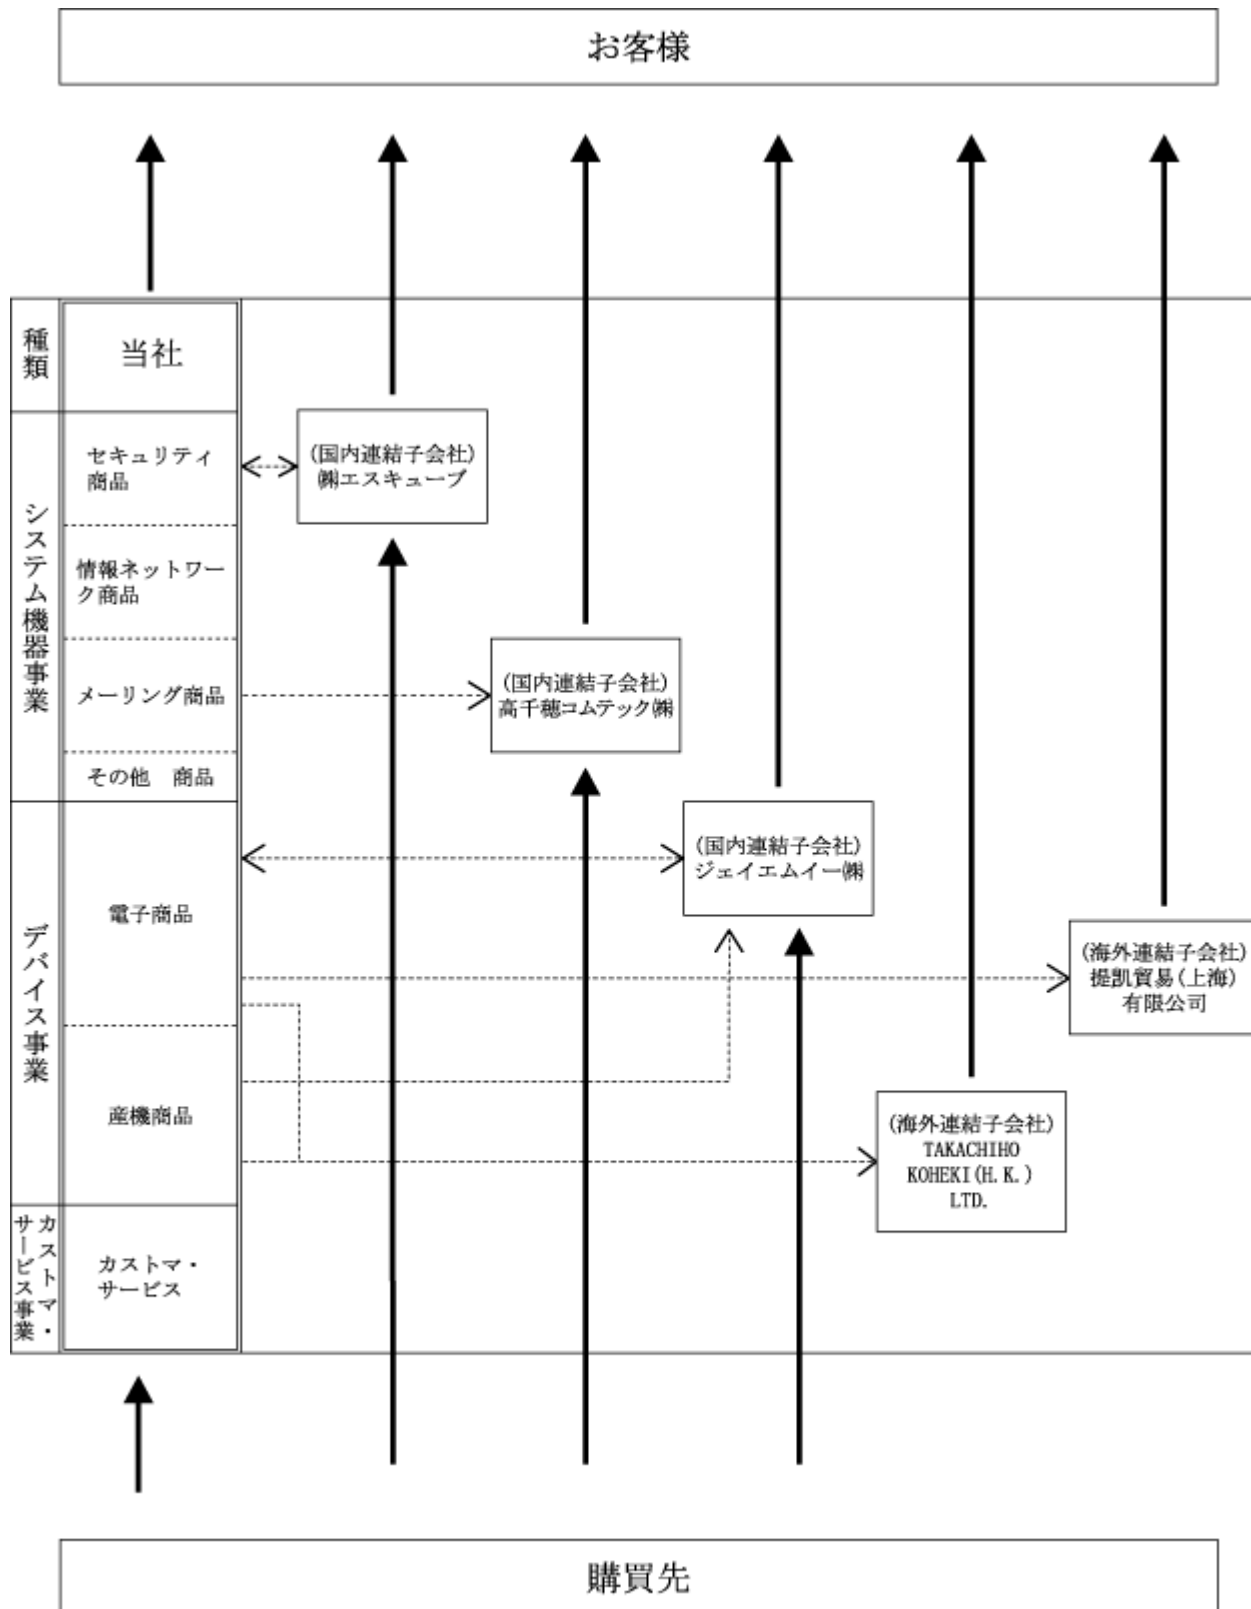 お客様
種類
当社
システム機器事業
セキュリティ
商品
(国内連結子会社)
㈱エスキューブ
情報ネットワー
ク商品
メーリング商品
(国内連結子会社)
高千穂コムテック㈱
その他　商品
デバイス事業
電子商品
(国内連結子会社)
ジェイエムイー㈱
(海外連結子会社)
提凱貿易(上海)
有限公司
産機商品
(海外連結子会社)
TAKACHIHO
KOHEKI(H.K.)
LTD.
カストマ・
サービス事業
カストマ・
サービス
購買先